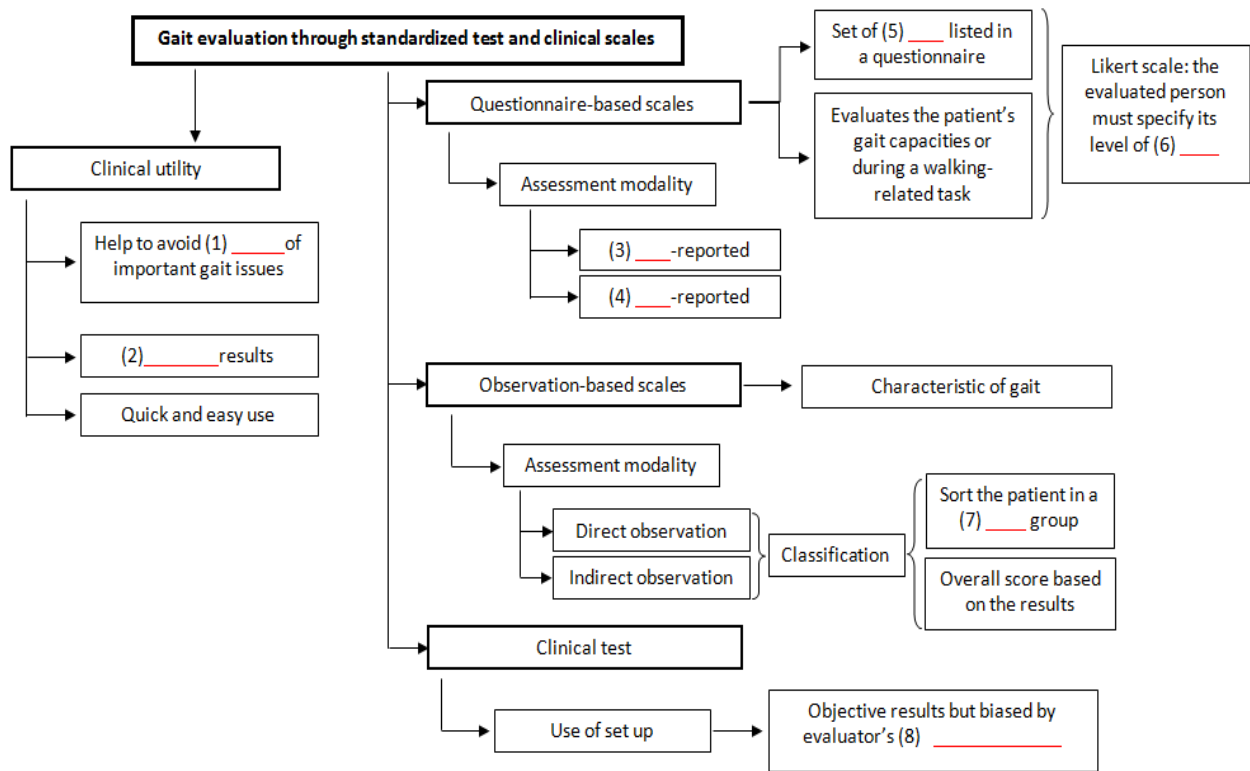 Gait evaluation through standardized test and clinical scales
Clinical utility
Help to avoid (1) _____ of
important gait issues
(2)________results
Quick and easy use
Questionnaire-based scales
Assessment modality
(3) ____-reported
(4) ____-reported
Set of (5) ____ listed in
a questionnaire
Evaluates the patient’s
gait capacities or
during a walking-
related task
Likert scale: the
evaluated person
must specify its
level of (6) ____
Observation-based scales
Characteristic of gait
Assessment modality
Direct observation
Indirect observation
Classification
Sort the patient in a
(7) ____ group
Overall score based
on the results
Clinical test
Use of set up
Objective results but biased by
evaluator’s (8) _____________